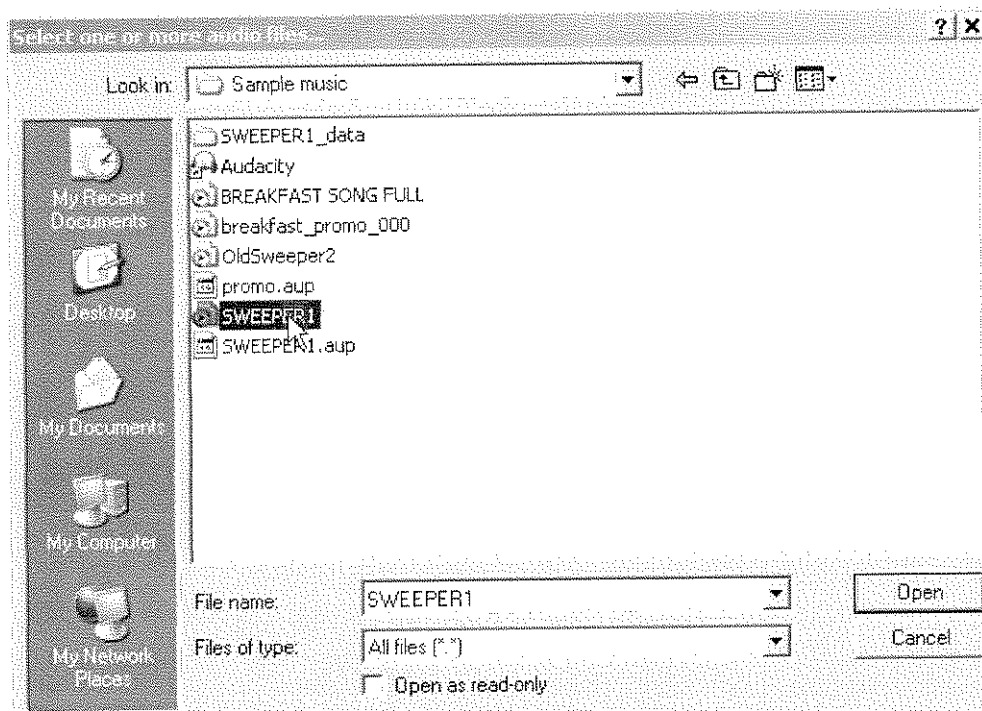 Select one or more audio files...
Look in: Sample music
SWEEPER1_data
Audacity
BREAKFAST SONG FULL
breakfast_promo_000
OldSweeper2
promo.aup
SWEEPER1
SWEEPER1.aup
My Recent
Documents
Desktop
My Documents
My Computer
My Network
Places
File name: SWEEPER1
Open
Files of type: All files (*.*)
Cancel
Open as read-only